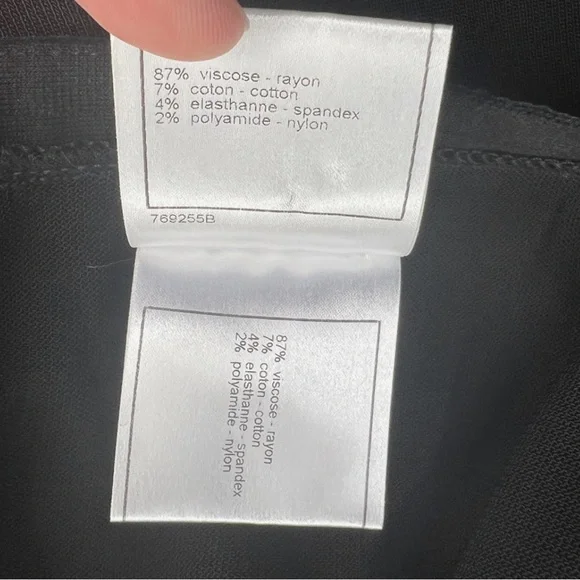 87% viscose - rayon
7% coton - cotton
4% elasthanne - spandex
2% polyamide - nylon
769255B
87% viscose - rayon
7% coton - cotton
4% elasthanne - spandex
2% polyamide - nylon